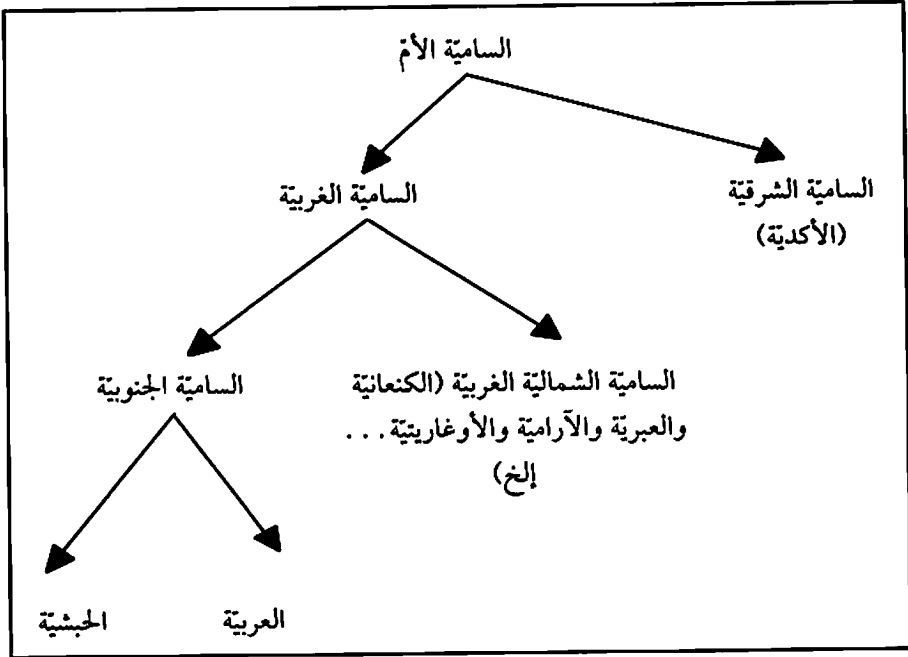 الساميّة الأمّ
الساميّة الشرقيّة
(الأكديّة)
الساميّة الغربيّة
الساميّة الشماليّة الغربيّة (الكنعانيّة
والعبريّة والآراميّة والأوغاريتيّة...
إلخ)
الساميّة الجنوبيّة
العربيّة
الحبشيّة